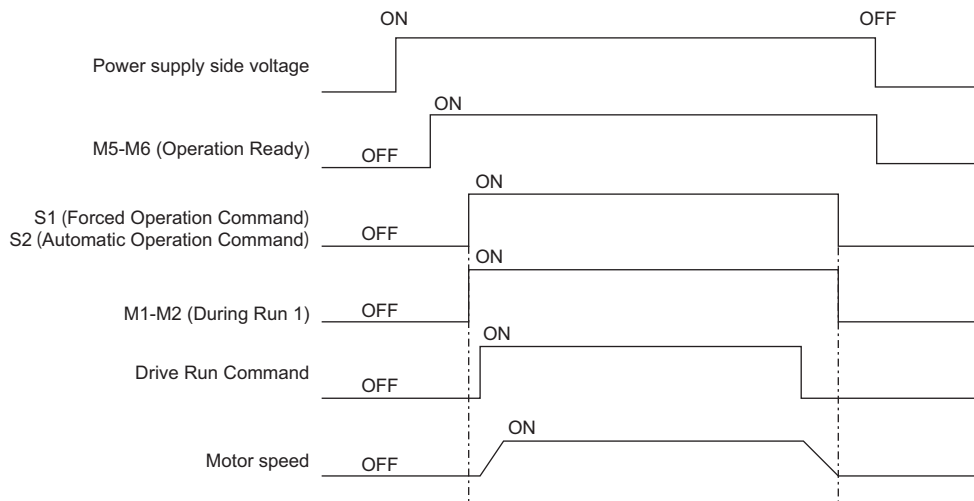 ON
OFF
Power supply side voltage
ON
M5-M6 (Operation Ready)
OFF
ON
S1 (Forced Operation Command)
S2 (Automatic Operation Command)
OFF
ON
M1-M2 (During Run 1)
OFF
ON
Drive Run Command
OFF
ON
Motor speed
OFF